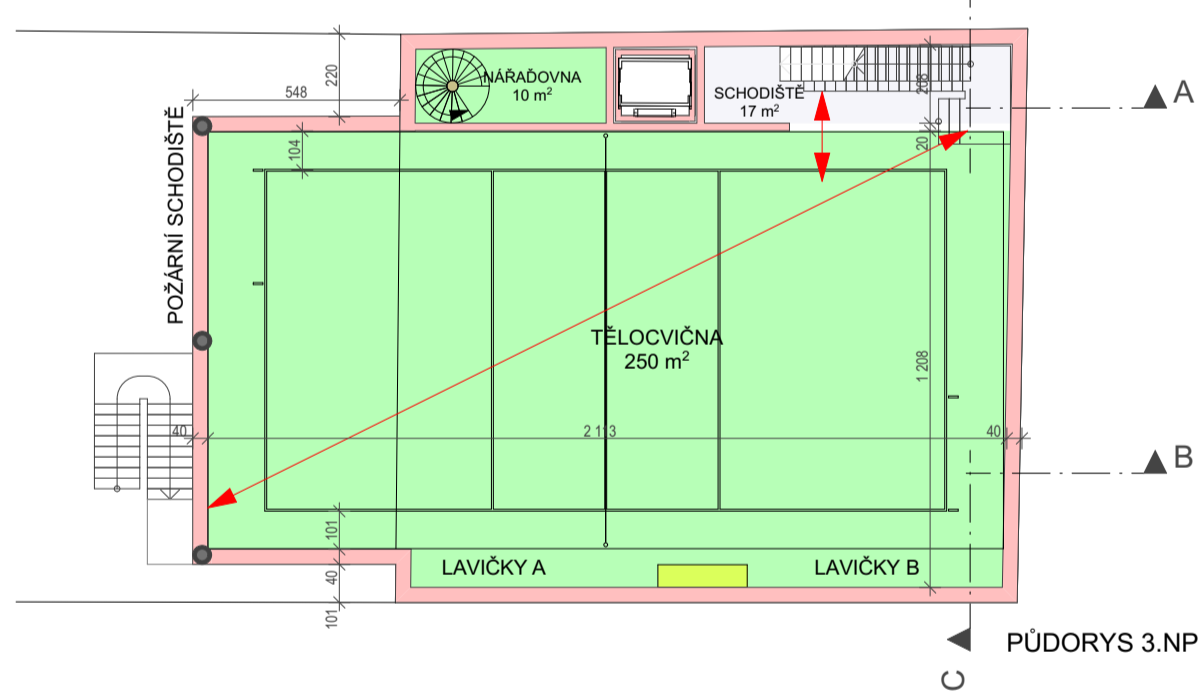 220
548
NÁŘAĎOVNA
10 m²
SCHODIŠTĚ
17 m²
208
A
POŽÁRNÍ SCHODIŠTĚ
104
20
TĚLOCVIČNA
250 m²
1 208
40
2 113
40
B
101
LAVIČKY A
LAVIČKY B
40
101
PŮDORYS 3.NP
C